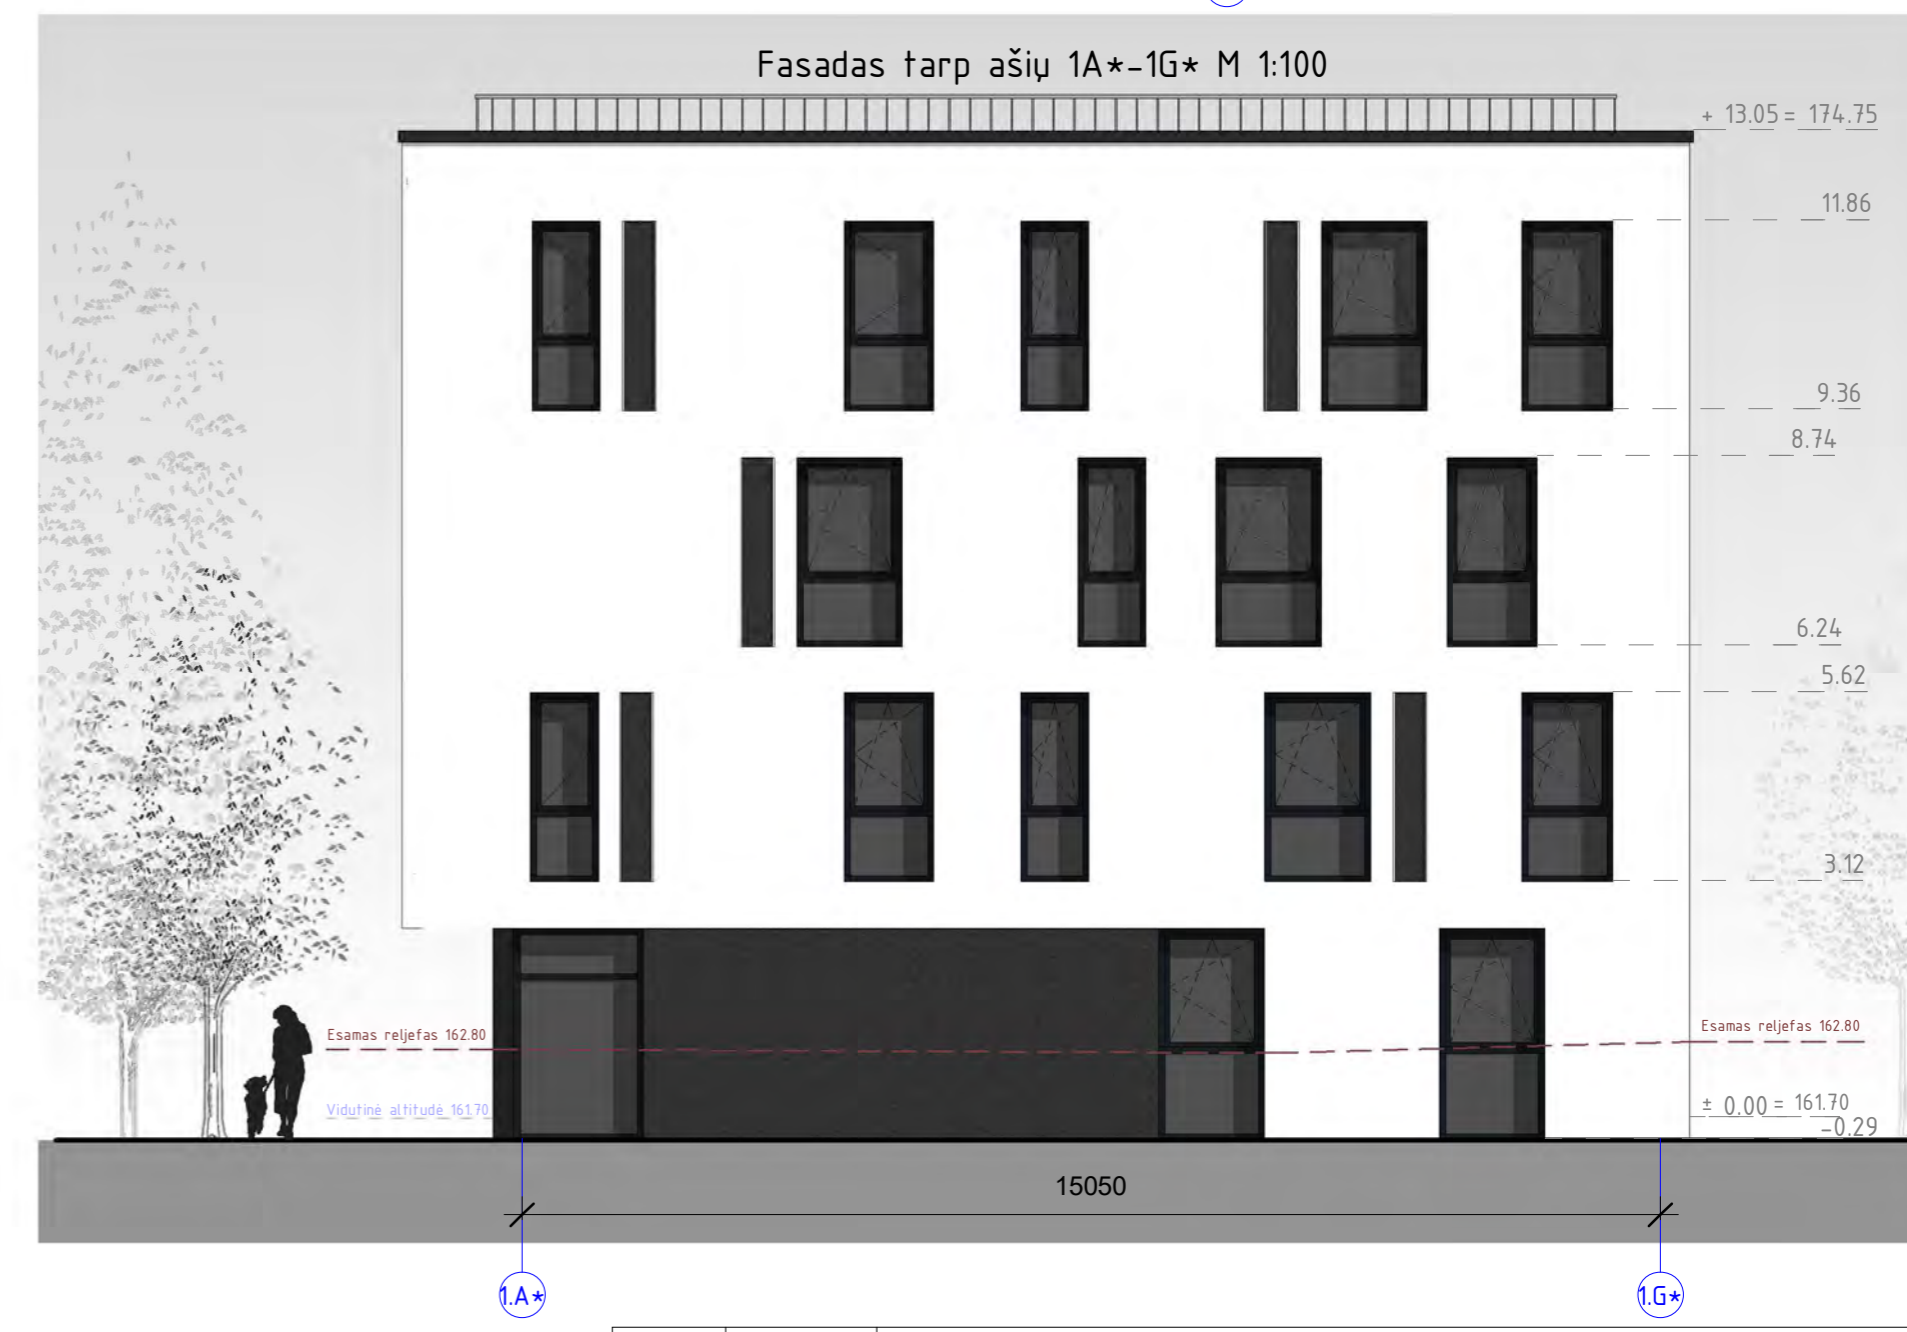 Fasadas tarp ašių 1A*-1G* M 1:100
+ 13.05 = 174.75
11.86
9.36
8.74
6.24
5.62
3.12
Esamas reljefas 162.80
Esamas reljefas 162.80
Vidutinė altitudė 161.70
± 0.00 = 161.70
-0.29
15050
1.A*
1.G*